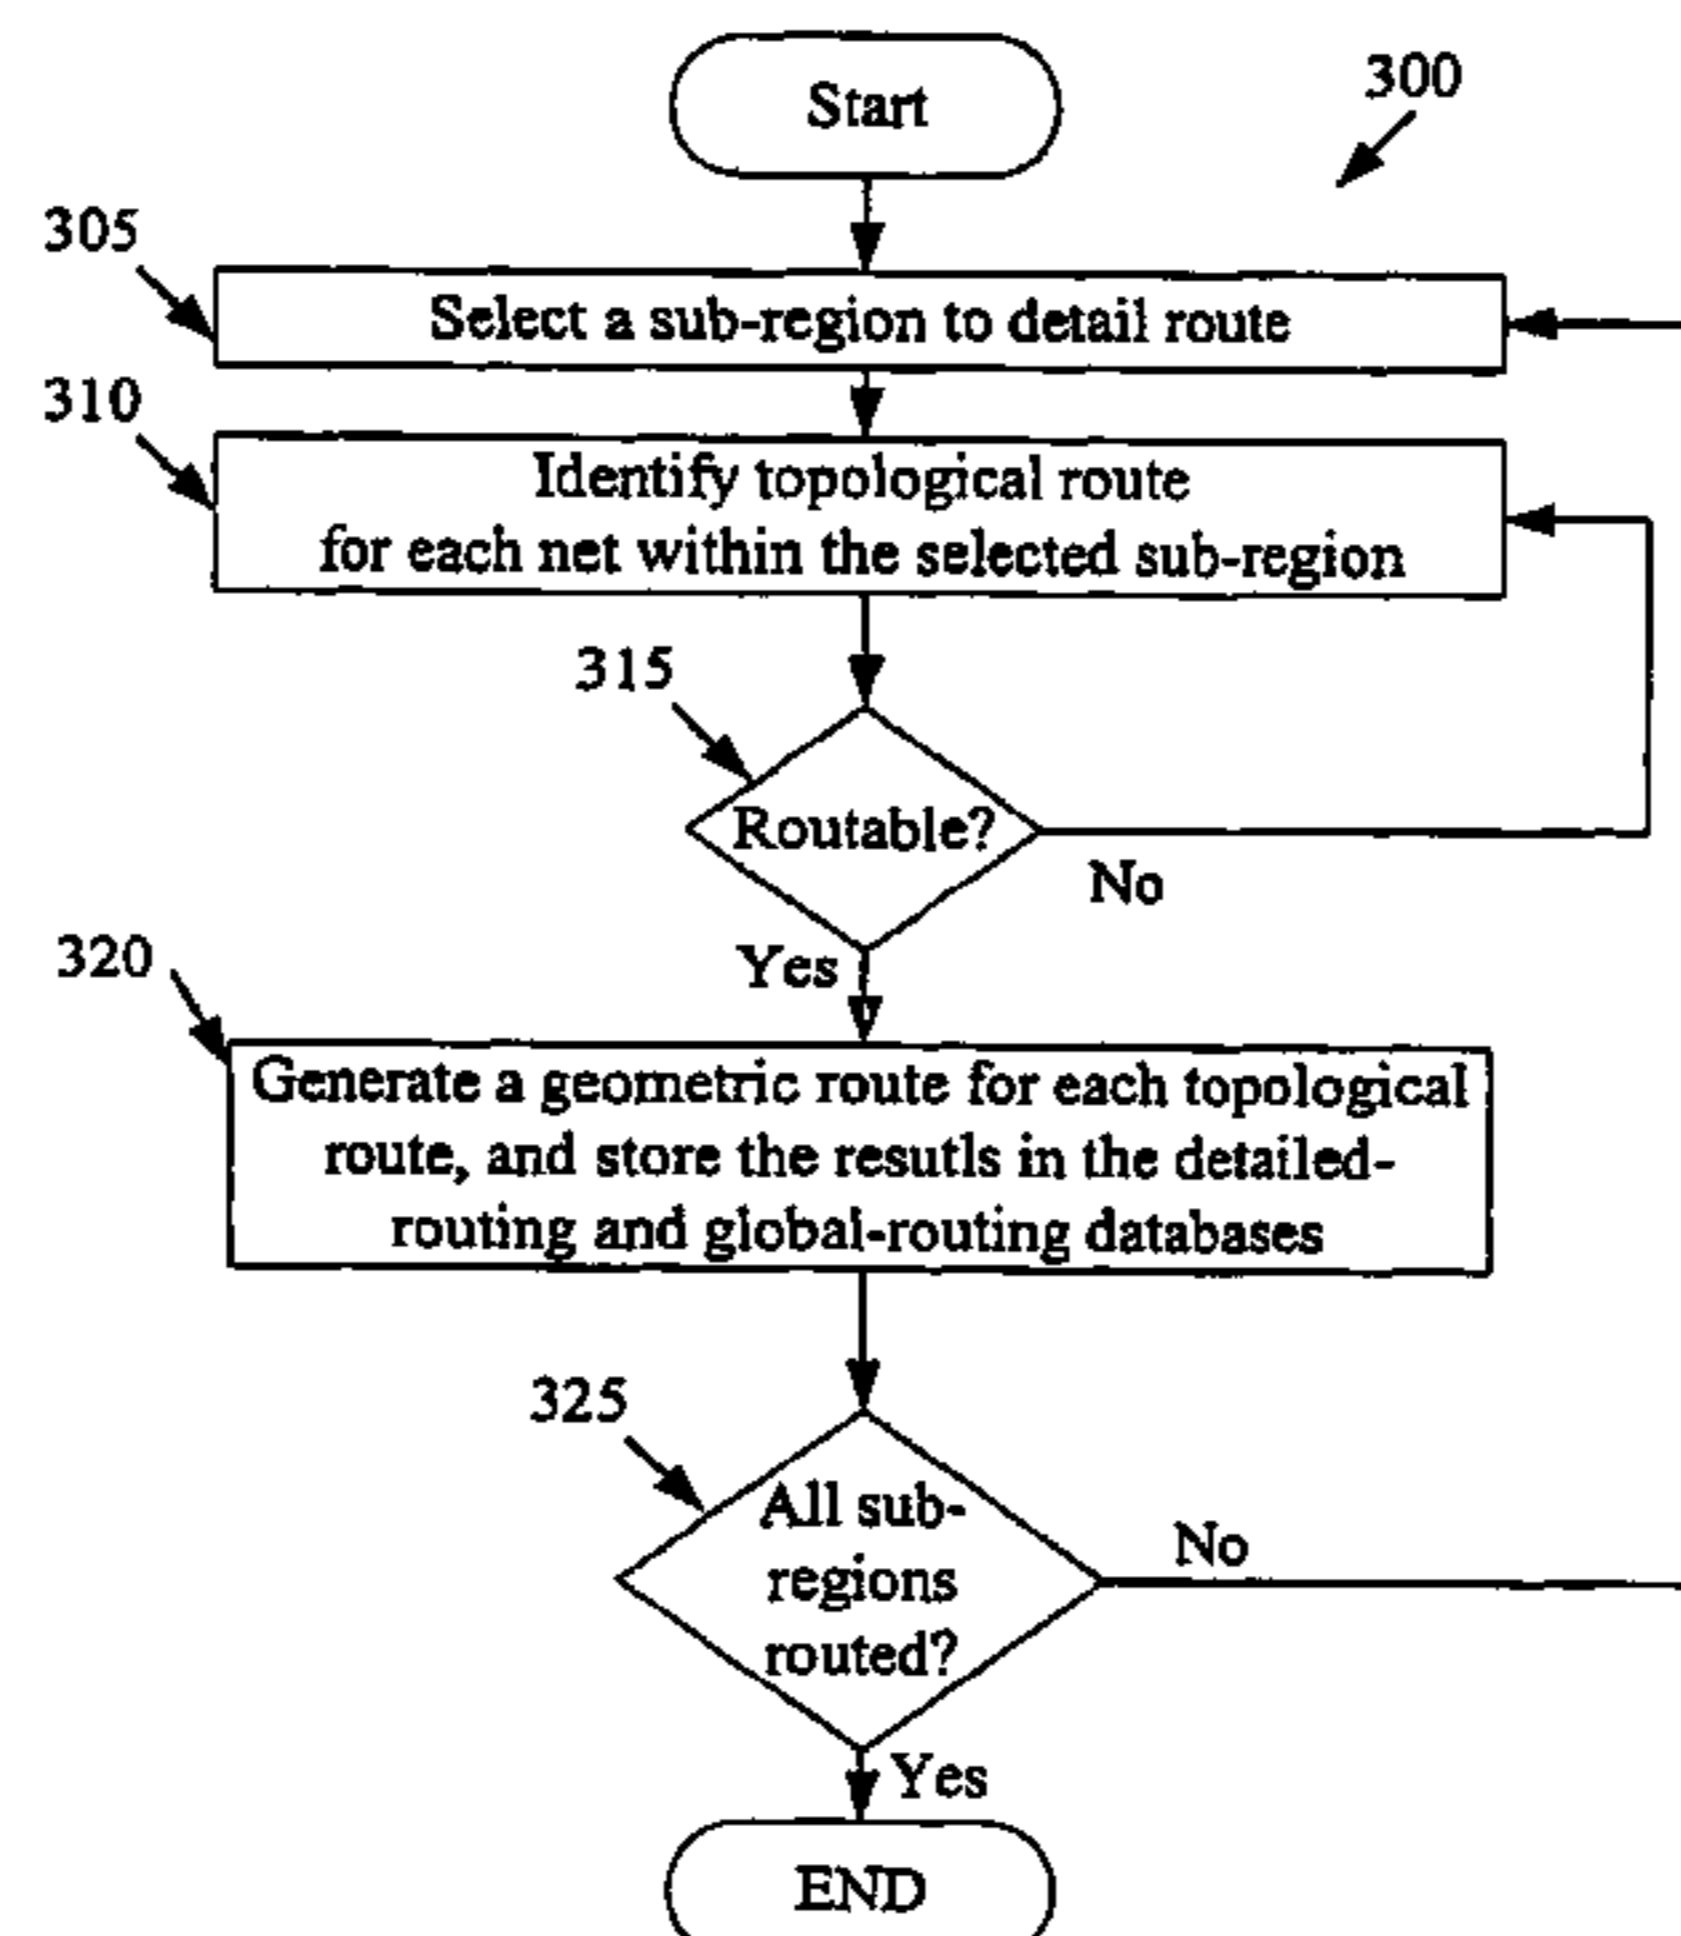 Start
300
305
Select a sub-region to detail route
310
Identify topological route
for each net within the selected sub-region
315
Routable?
No
Yes
320
Generate a geometric route for each topological
route, and store the resutls in the detailed-
routing and global-routing databases
325
All sub-
regions
routed?
No
Yes
END